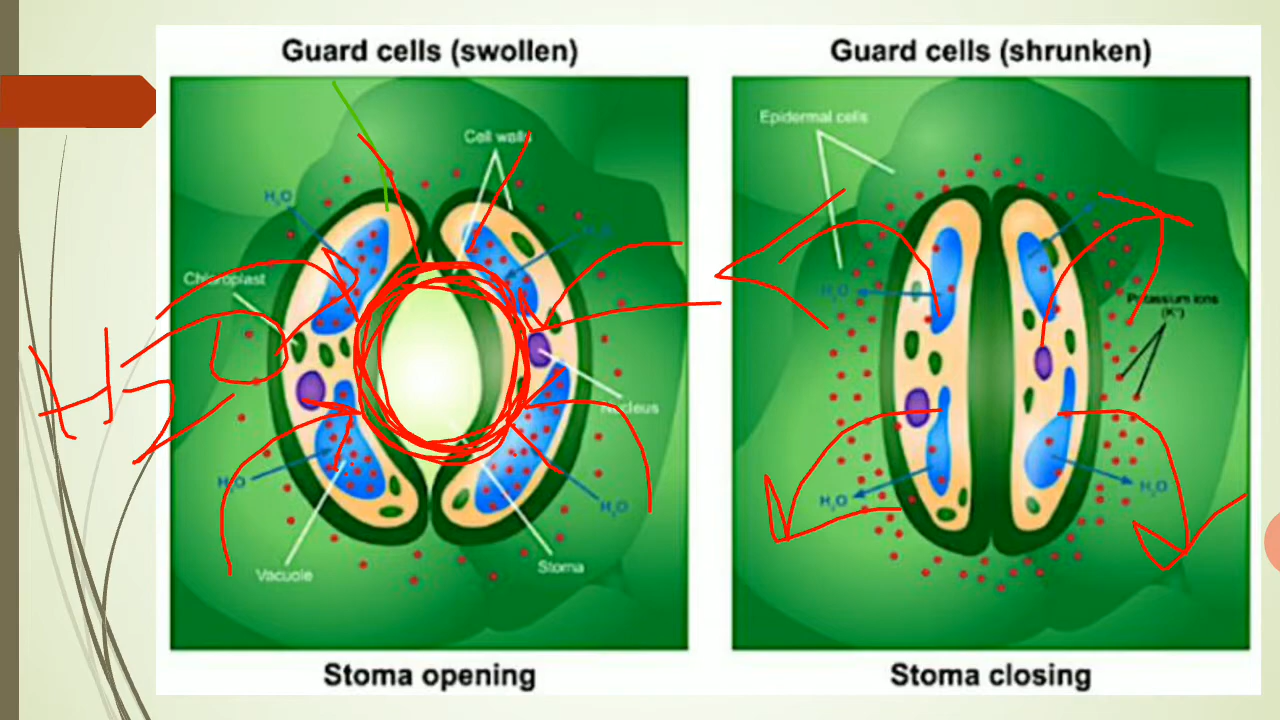 Guard cells (swollen)
Guard cells (shrunken)
Cell walls
Epidermal cells
H₂O
H₂O
Chloroplast
H₂O
Potassium ions
(K⁺)
Nucleus
H₂O
H₂O
H₂O
H₂O
Vacuole
Stoma
Stoma opening
Stoma closing